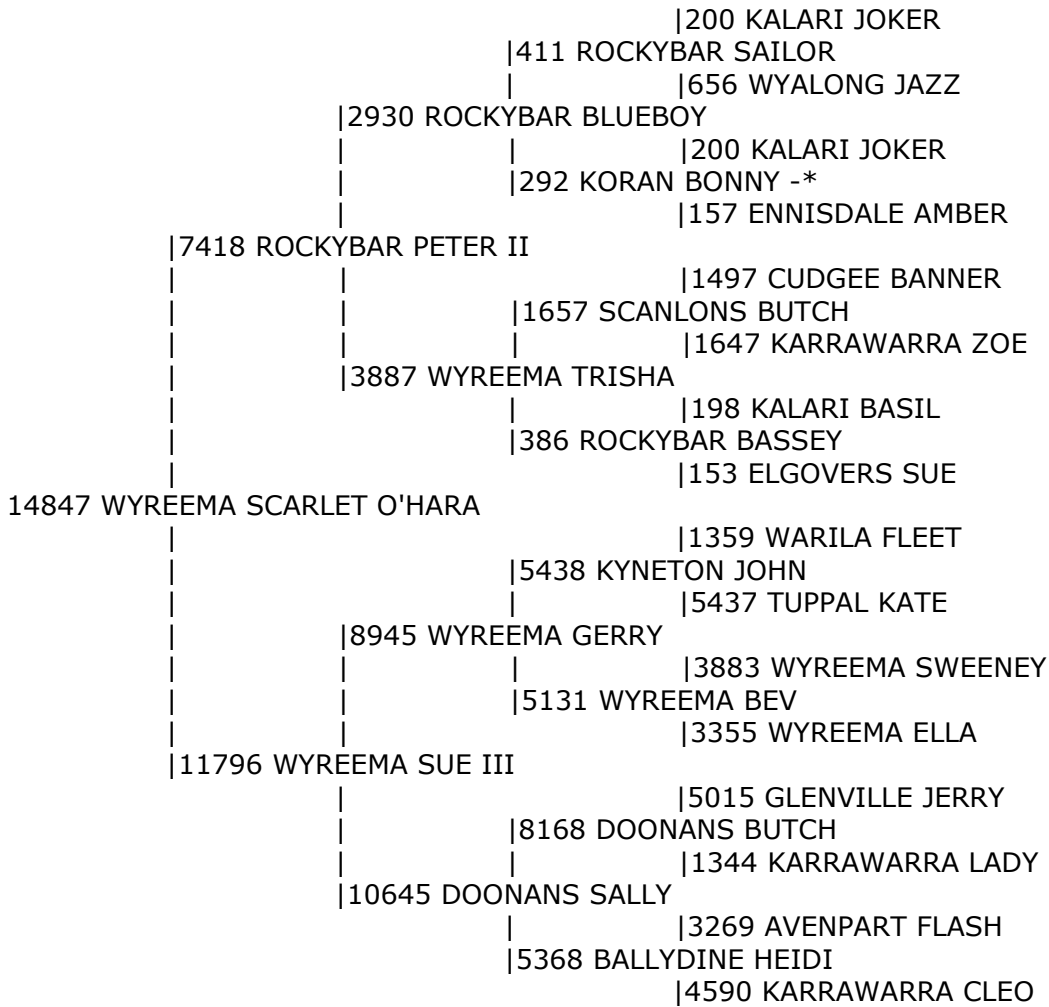 |200 KALARI JOKER
|411 ROCKYBAR SAILOR
| |656 WYALONG JAZZ
|2930 ROCKYBAR BLUEBOY
| | |200 KALARI JOKER
| |292 KORAN BONNY -*
| |157 ENNISDALE AMBER
|7418 ROCKYBAR PETER II
| | |1497 CUDGEE BANNER
| | |1657 SCANLONS BUTCH
| | | |1647 KARRAWARRA ZOE
| |3887 WYREEMA TRISHA
| | |198 KALARI BASIL
| |386 ROCKYBAR BASSEY
| |153 ELGOVERS SUE
14847 WYREEMA SCARLET O'HARA
| |1359 WARILA FLEET
| |5438 KYNETON JOHN
| | |5437 TUPPAL KATE
| |8945 WYREEMA GERRY
| | | |3883 WYREEMA SWEENEY
| | |5131 WYREEMA BEV
| | |3355 WYREEMA ELLA
|11796 WYREEMA SUE III
| |5015 GLENVILLE JERRY
| |8168 DOONANS BUTCH
| | |1344 KARRAWARRA LADY
|10645 DOONANS SALLY
| |3269 AVENPART FLASH
|5368 BALLYDINE HEIDI
|4590 KARRAWARRA CLEO